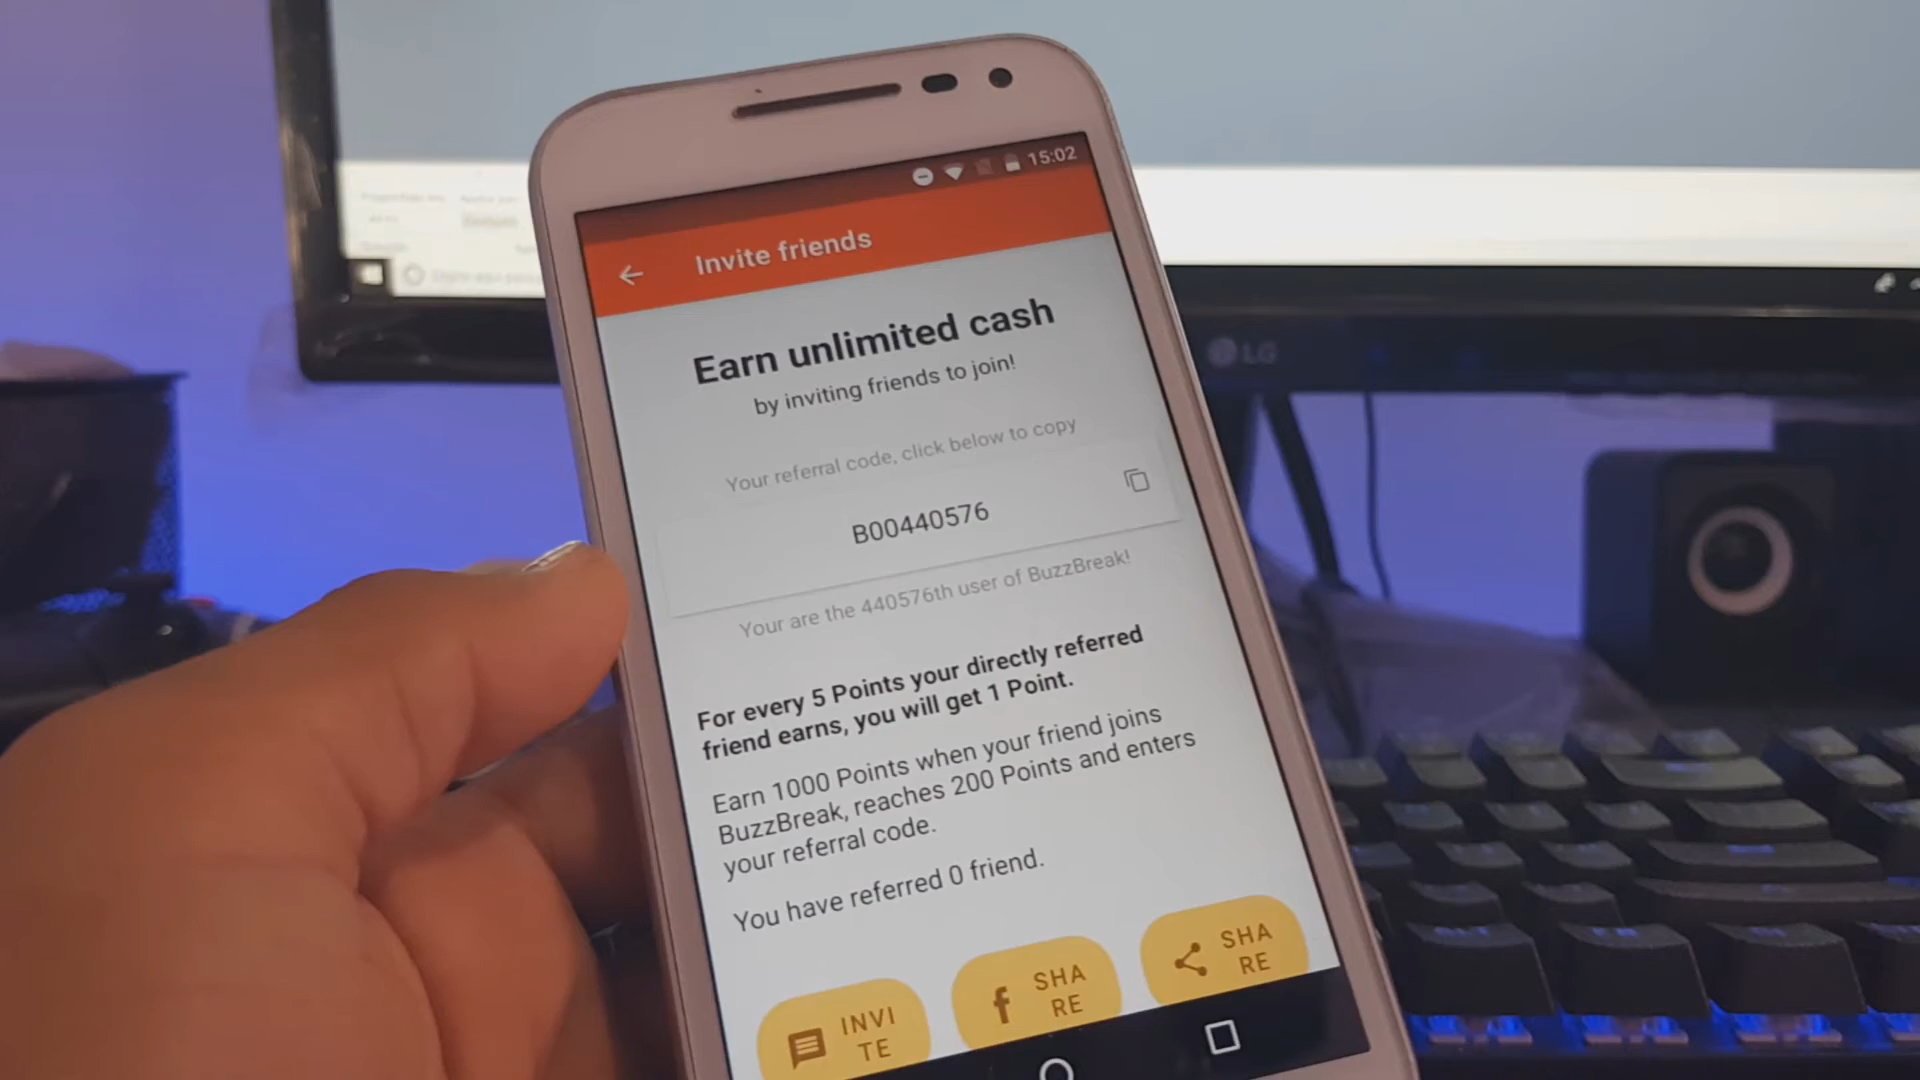 15:02
Invite friends
Earn unlimited cash
by inviting friends to join!
Your referral code, click below to copy
B00440576
Your are the 440576th user of BuzzBreak!
For every 5 Points your directly referred
friend earns, you will get 1 Point.
Earn 1000 Points when your friend joins
BuzzBreak, reaches 200 Points and enters
your referral code.
You have referred 0 friend.
INVI
TE
SHA
RE
SHA
RE
LG